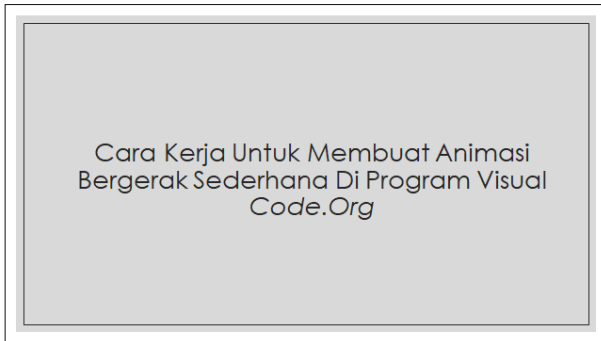 Cara Kerja Untuk Membuat Animasi
Bergerak Sederhana Di Program Visual
Code.Org